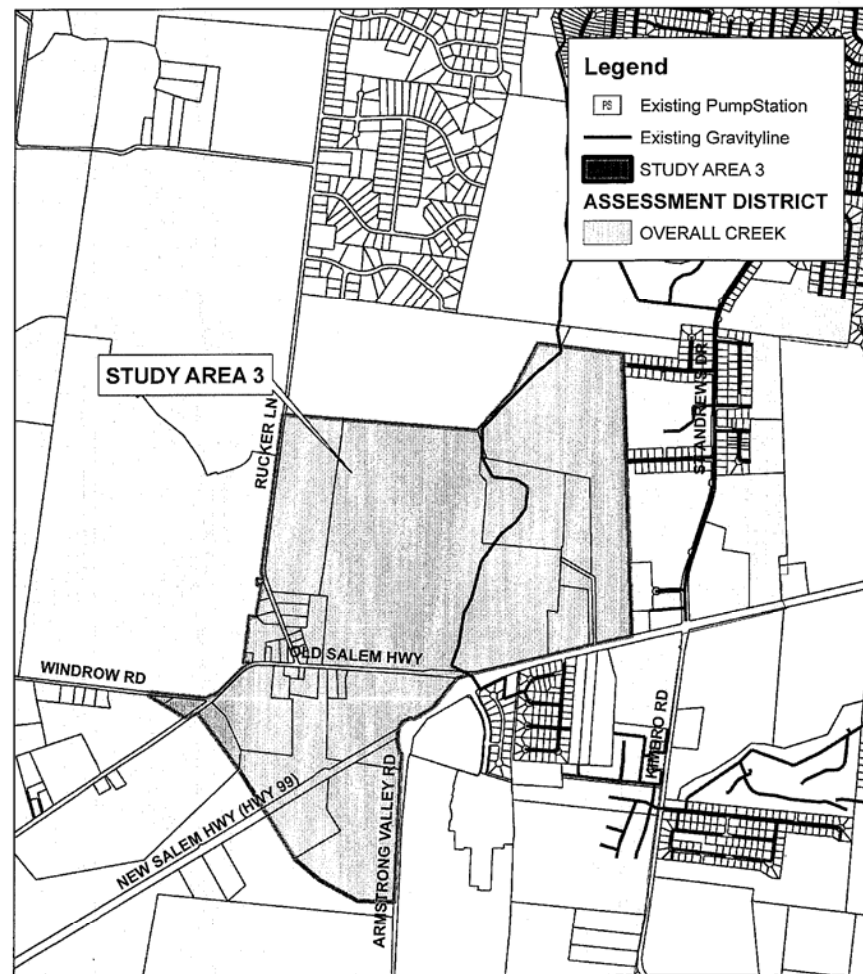 Legend
PS Existing PumpStation
Existing Gravityline
STUDY AREA 3
ASSESSMENT DISTRICT
OVERALL CREEK
STUDY AREA 3
RUCKER LN
ST ANDREWS DR
OLD SALEM HWY
WINDROW RD
KIMBRO RD
NEW SALEM HWY (HWY 99)
ARMSTRONG VALLEY RD